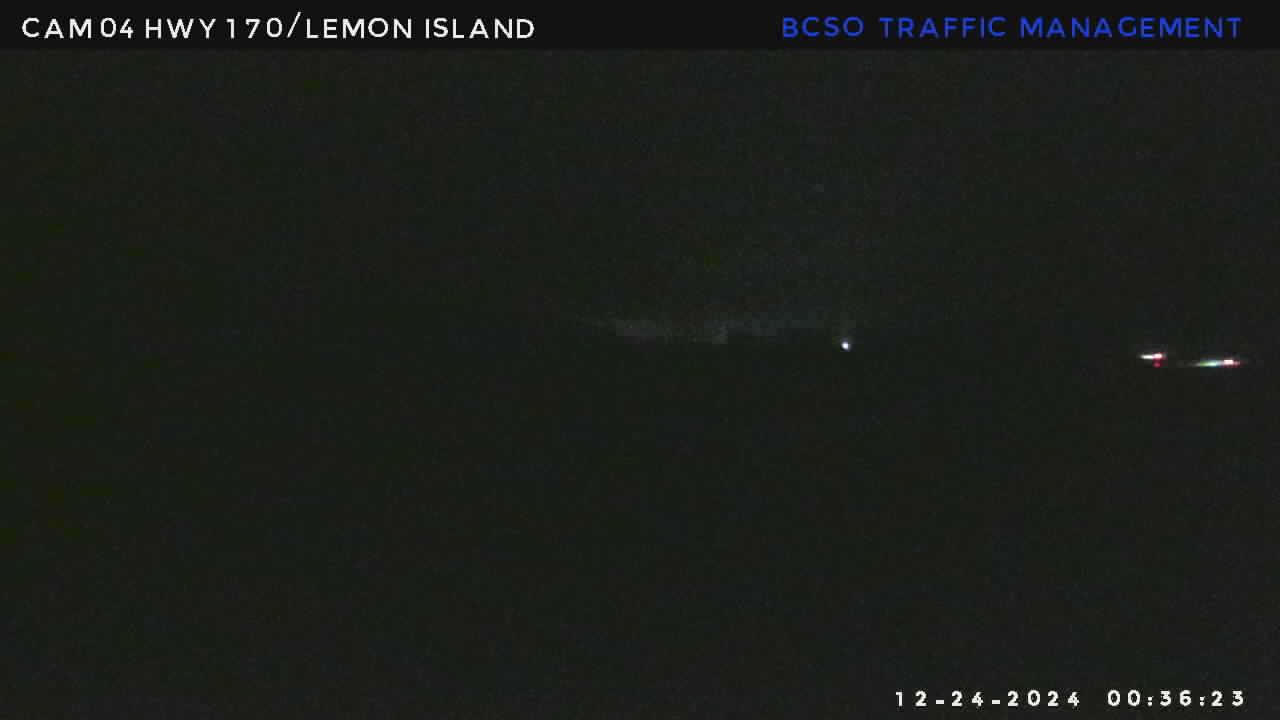 CAM 04 HWY 170/LEMON ISLAND
BCSO TRAFFIC MANAGEMENT
12-24-2024 00:36:23